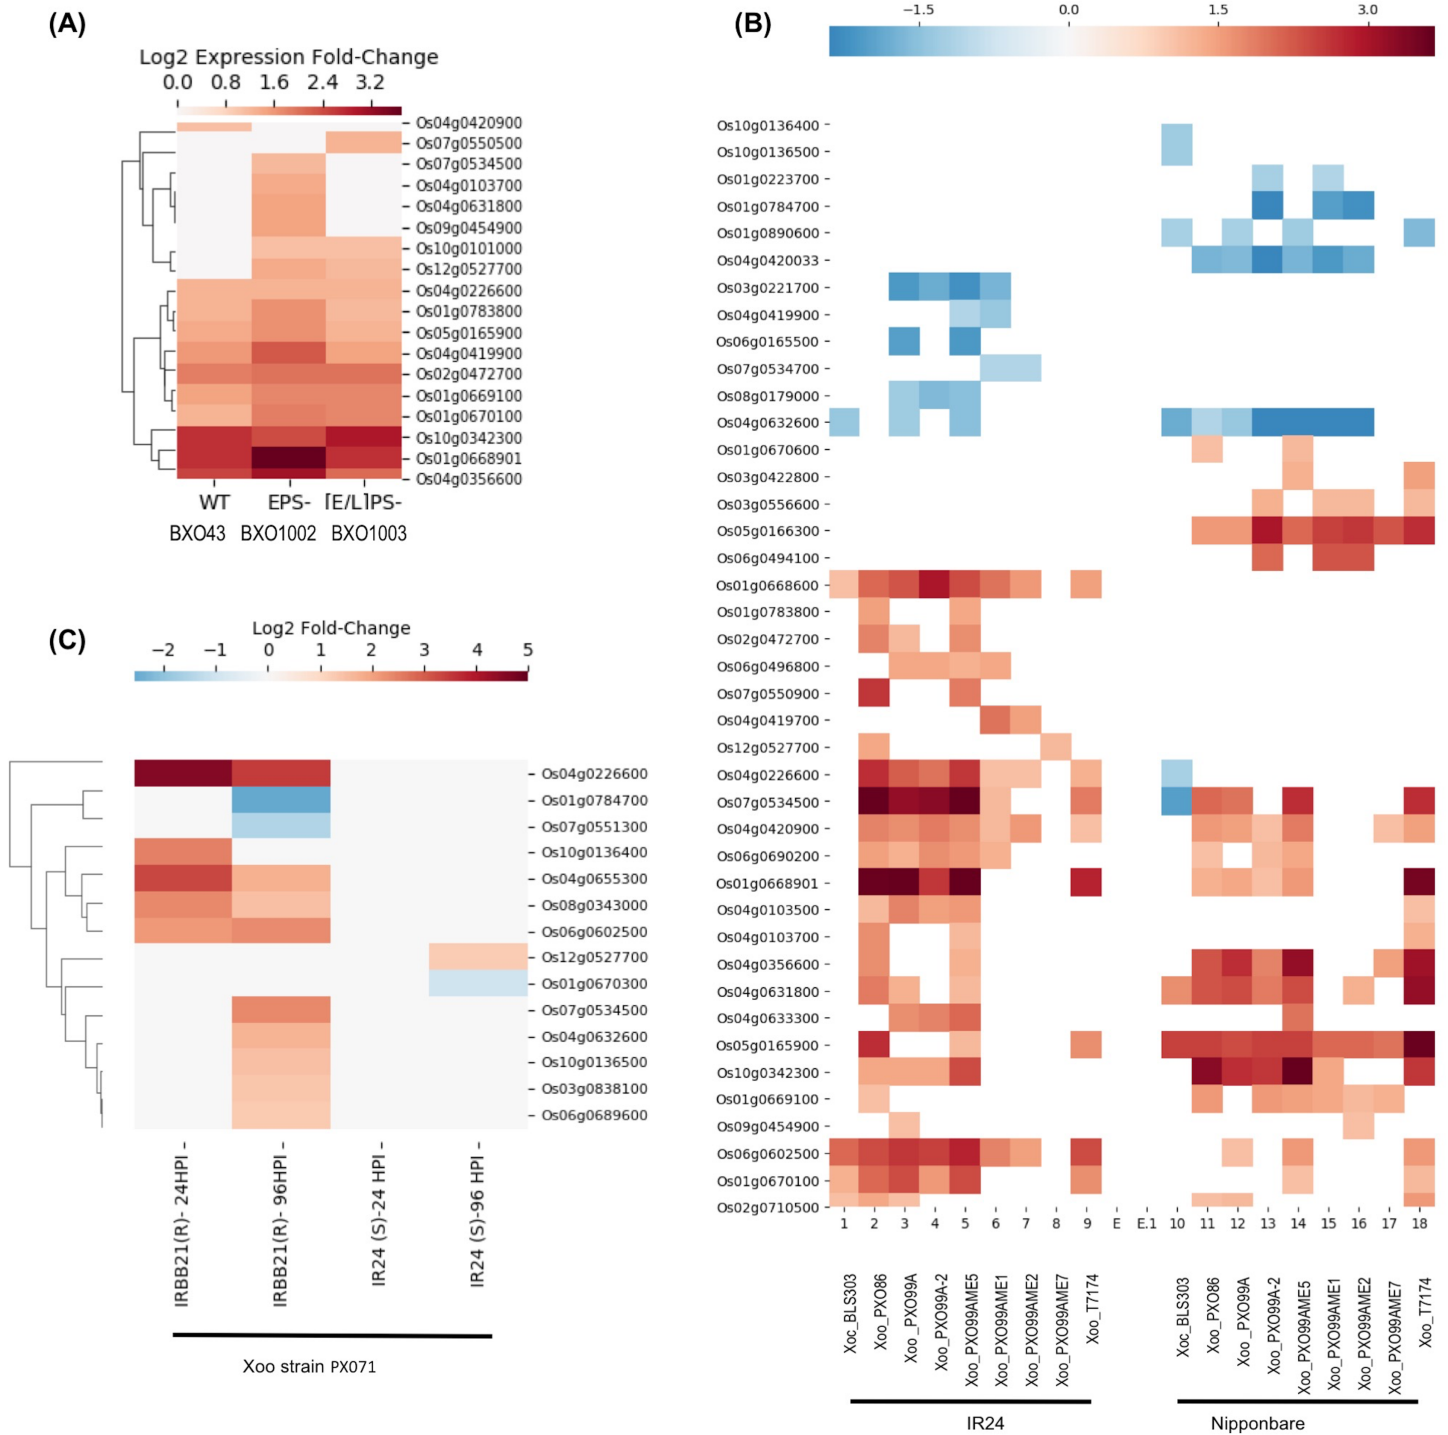 (A)
Log2 Expression Fold-Change
0.0 0.8 1.6 2.4 3.2
Os04g0420900
Os07g0550500
Os07g0534500
Os04g0103700
Os04g0631800
Os09g0454900
Os10g0101000
Os12g0527700
Os04g0226600
Os01g0783800
Os05g0165900
Os04g0419900
Os02g0472700
Os01g0669100
Os01g0670100
Os10g0342300
Os01g0668901
Os04g0356600
WT EPS- [E/L]PS-
BXO43 BXO1002 BXO1003
(B)
−1.5 0.0 1.5 3.0
Os10g0136400
Os10g0136500
Os01g0223700
Os01g0784700
Os01g0890600
Os04g0420033
Os03g0221700
Os04g0419900
Os06g0165500
Os07g0534700
Os08g0179000
Os04g0632600
Os01g0670600
Os03g0422800
Os03g0556600
Os05g0166300
Os06g0494100
Os01g0668600
Os01g0783800
Os02g0472700
Os06g0496800
Os07g0550900
Os04g0419700
Os12g0527700
Os04g0226600
Os07g0534500
Os04g0420900
Os06g0690200
Os01g0668901
Os04g0103500
Os04g0103700
Os04g0356600
Os04g0631800
Os04g0633300
Os05g0165900
Os10g0342300
Os01g0669100
Os09g0454900
Os06g0602500
Os01g0670100
Os02g0710500
1 2 3 4 5 6 7 8 9 E E.1 10 11 12 13 14 15 16 17 18
Xoc_BLS303
Xoo_PXO86
Xoo_PXO99A
Xoo_PXO99A-2
Xoo_PXO99AME5
Xoo_PXO99AME1
Xoo_PXO99AME2
Xoo_PXO99AME7
Xoo_T7174
Xoc_BLS303
Xoo_PXO86
Xoo_PXO99A
Xoo_PXO99A-2
Xoo_PXO99AME5
Xoo_PXO99AME1
Xoo_PXO99AME2
Xoo_PXO99AME7
Xoo_T7174
IR24 Nipponbare
(C)
Log2 Fold-Change
−2 −1 0 1 2 3 4 5
Os04g0226600
Os01g0784700
Os07g0551300
Os10g0136400
Os04g0655300
Os08g0343000
Os06g0602500
Os12g0527700
Os01g0670300
Os07g0534500
Os04g0632600
Os10g0136500
Os03g0838100
Os06g0689600
IRBB21(R)- 24HPI
IRBB21(R)- 96HPI
IR24 (S)-24 HPI
IR24 (S)-96 HPI
Xoo strain PX071